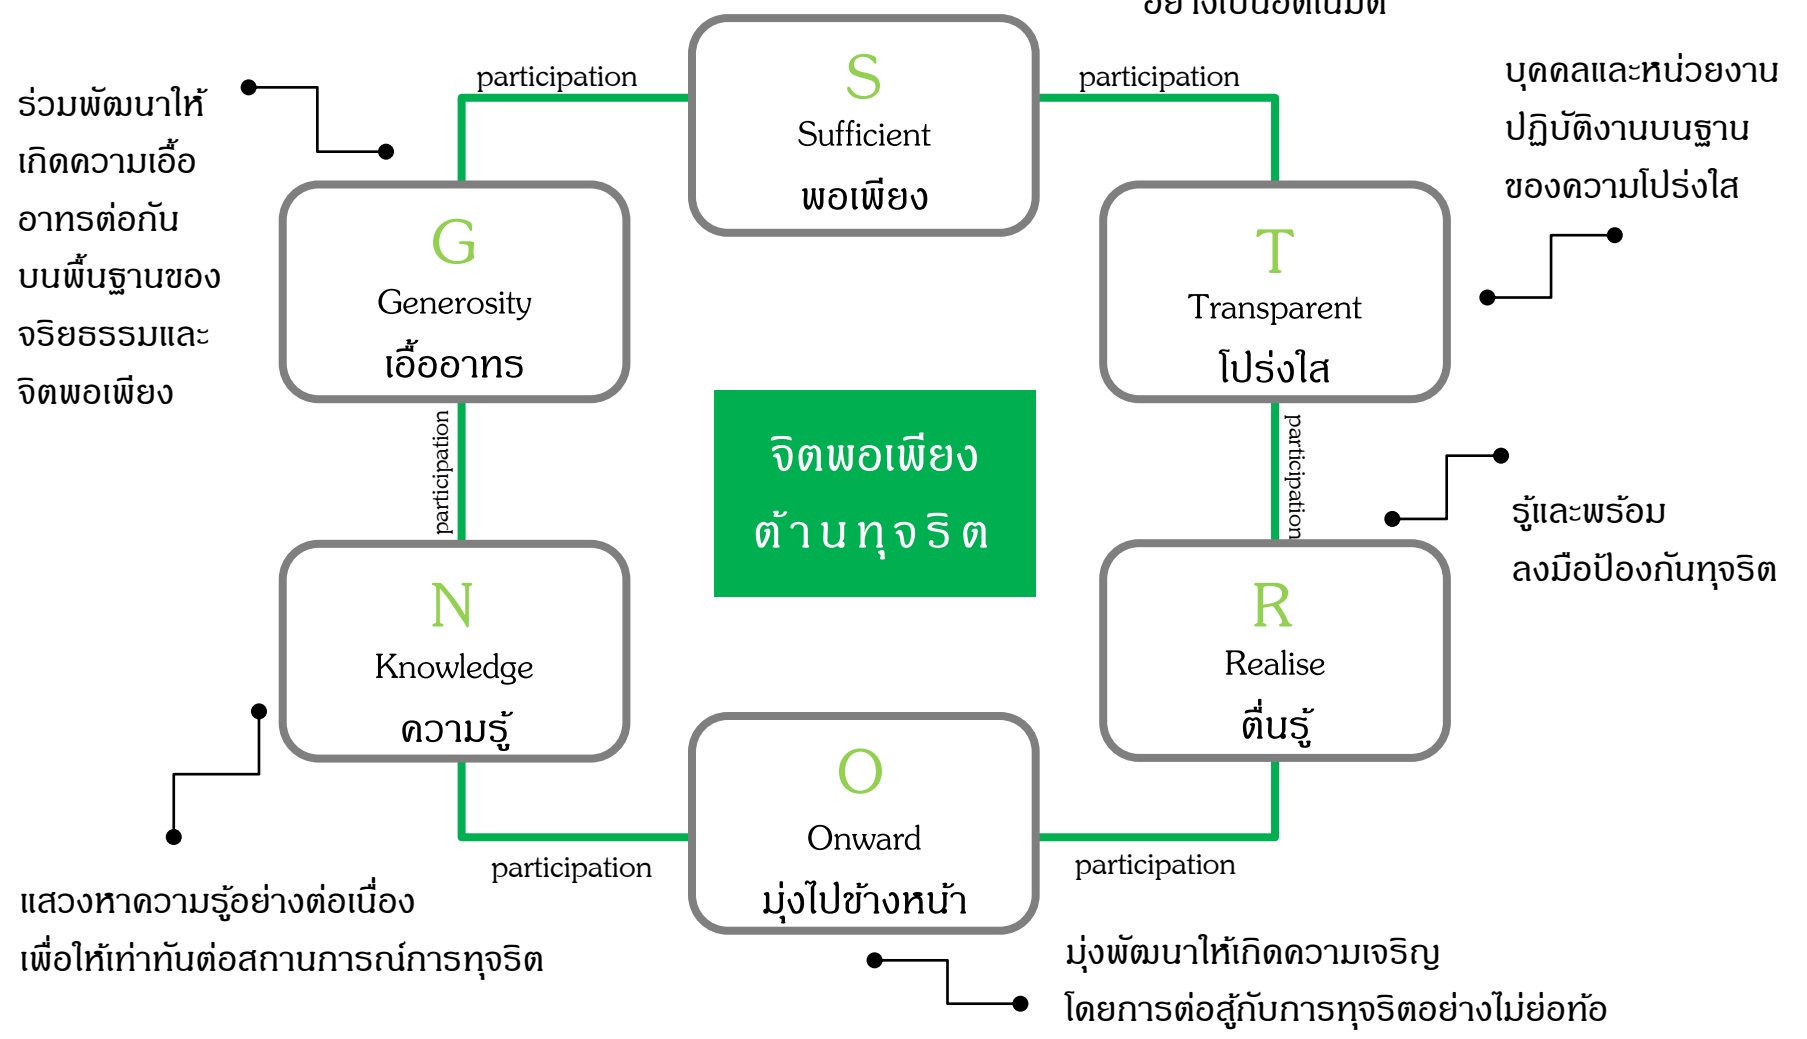 อย่างเป็นอัตโนมัติ
participation
participation
S
Sufficient
พอเพียง
ร่วมพัฒนาให้
เกิดความเอื้อ
อาทรต่อกัน
บนพื้นฐานของ
จริยธรรมและ
จิตพอเพียง
บุคคลและหน่วยงาน
ปฏิบัติงานบนฐาน
ของความโปร่งใส
G
Generosity
เอื้ออาทร
T
Transparent
โปร่งใส
participation
จิตพอเพียง
ต้านทุจริต
participation
รู้และพร้อม
ลงมือป้องกันทุจริต
N
Knowledge
ความรู้
R
Realise
ตื่นรู้
O
Onward
มุ่งไปข้างหน้า
participation
participation
แสวงหาความรู้อย่างต่อเนื่อง
เพื่อให้เท่าทันต่อสถานการณ์การทุจริต
มุ่งพัฒนาให้เกิดความเจริญ
โดยการต่อสู้กับการทุจริตอย่างไม่ย่อท้อ